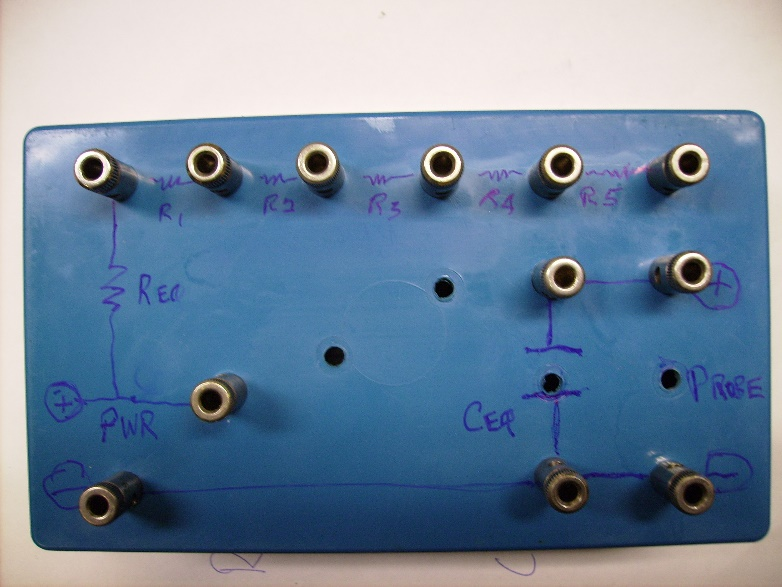 R1 R2 R3 R4 R5
REQ
+
+
PWR
CEQ
PROBE
-
-